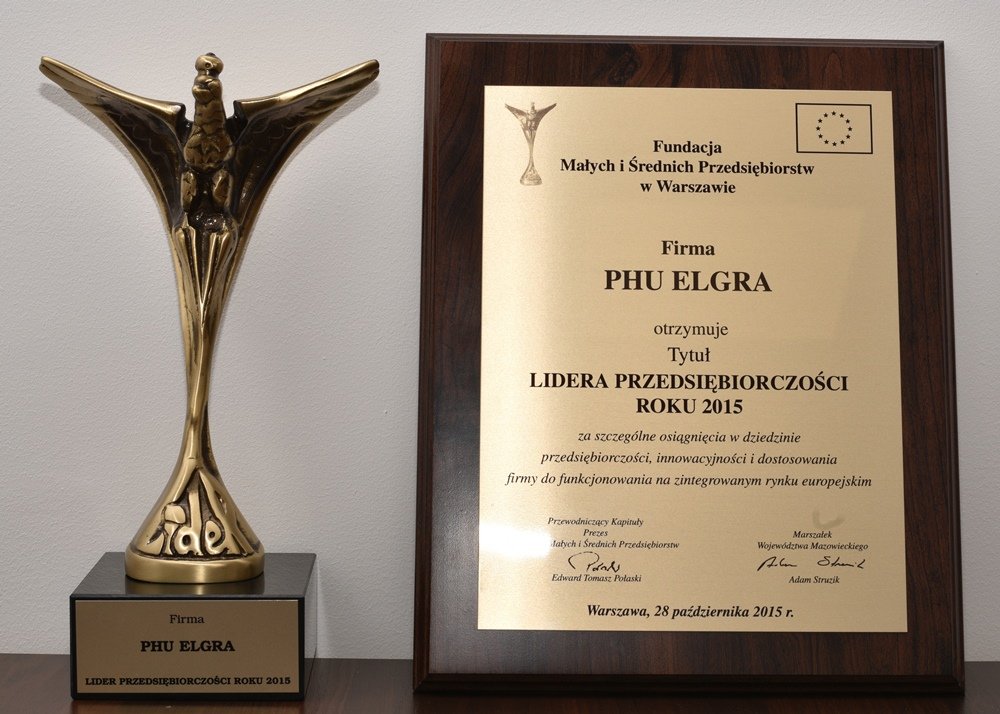 Lider
Firma
PHU ELGRA
LIDER PRZEDSIĘBIORCZOŚCI ROKU 2015
Fundacja
Małych i Średnich Przedsiębiorstw
w Warszawie
Firma
PHU ELGRA
otrzymuje
Tytuł
LIDERA PRZEDSIĘBIORCZOŚCI
ROKU 2015
za szczególne osiągnięcia w dziedzinie
przedsiębiorczości, innowacyjności i dostosowania
firmy do funkcjonowania na zintegrowanym rynku europejskim
Przewodniczący Kapituły
Prezes
Małych i Średnich Przedsiębiorstw
Edward Tomasz Połaski
Marszałek
Województwa Mazowieckiego
Adam Struzik
Warszawa, 28 października 2015 r.